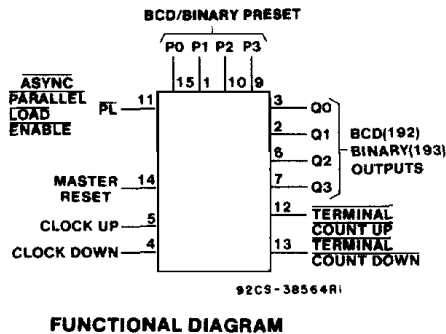 BCD/BINARY PRESET
P0 P1 P2 P3
15 1 10 9
ASYNC
PARALLEL
LOAD
ENABLE
PL
11
3 Q0
2 Q1
6 Q2
7 Q3
BCD(192)
BINARY(193)
OUTPUTS
MASTER
RESET
14
CLOCK UP 5
CLOCK DOWN 4
12 TERMINAL
COUNT UP
13 TERMINAL
COUNT DOWN
92CS-38564RI
FUNCTIONAL DIAGRAM